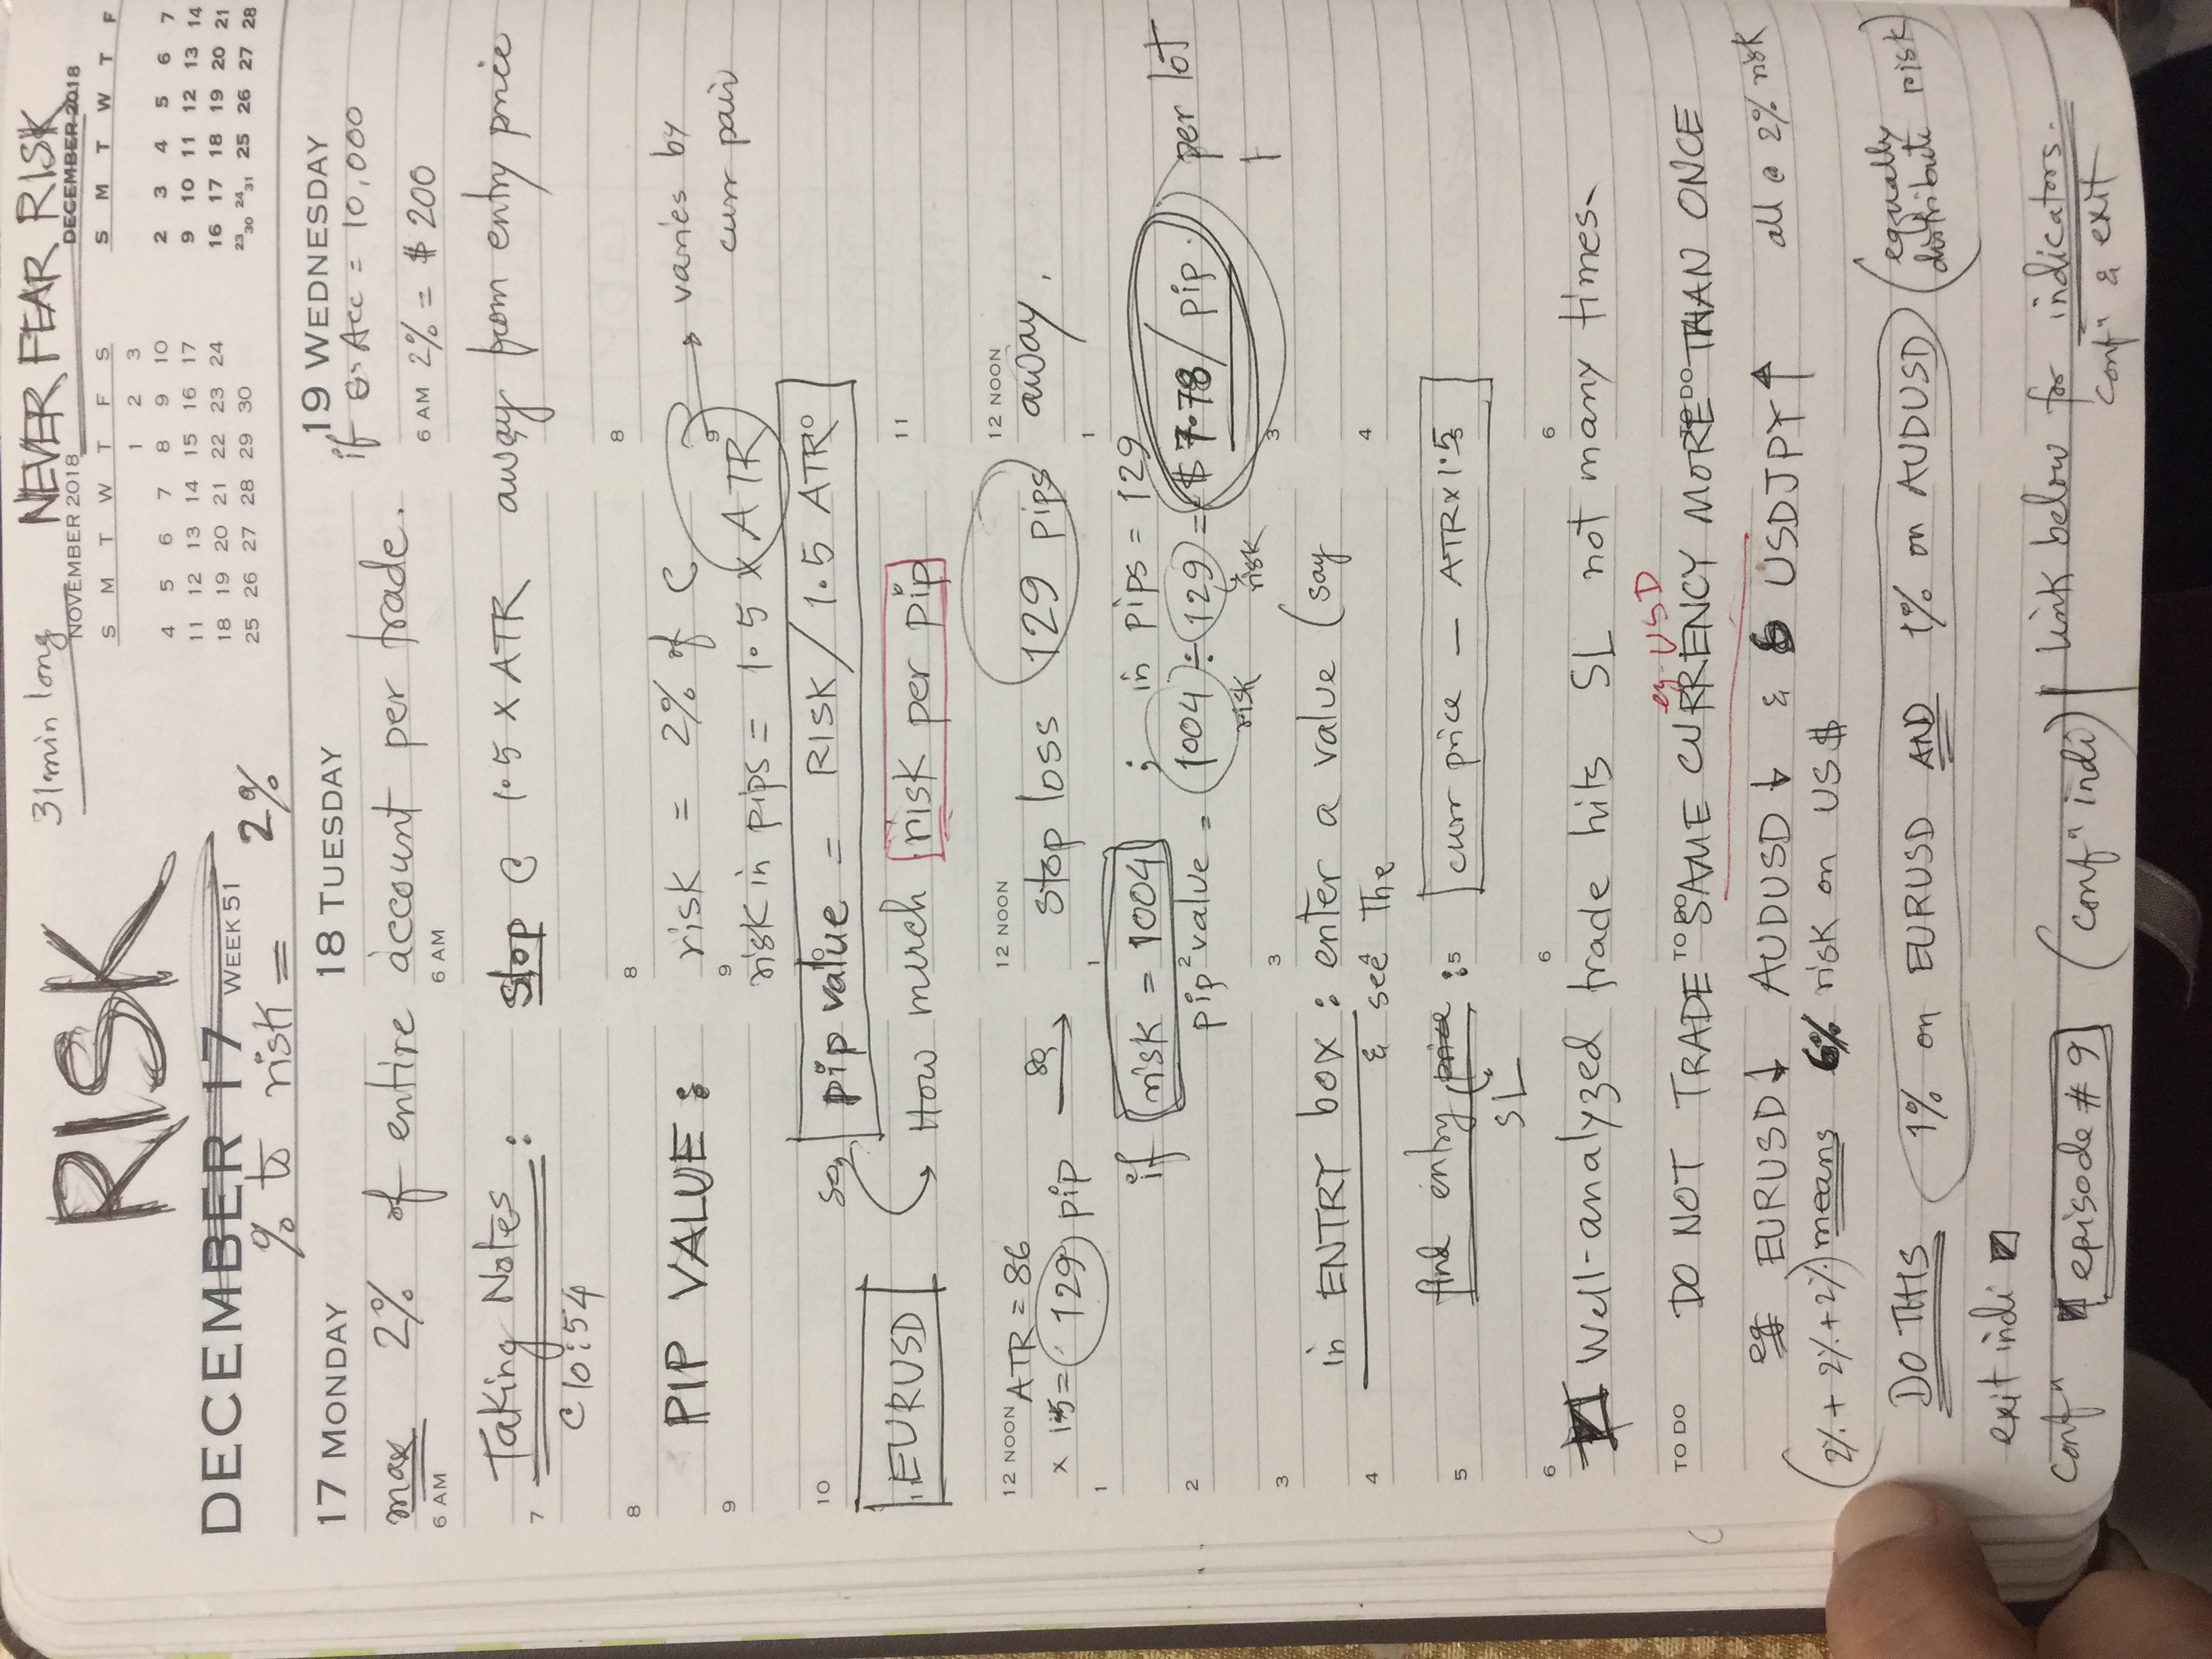 31min long NEVER FEAR RISK
RISK
NOVEMBER 2018
S M T W T F S
1 2 3
4 5 6 7 8 9 10
11 12 13 14 15 16 17
18 19 20 21 22 23 24
25 26 27 28 29 30
DECEMBER 2018
S M T W T F
2 3 4 5 6 7
9 10 11 12 13 14
16 17 18 19 20 21
23 30 24 31 25 26 27 28
DECEMBER 17 WEEK 51
% to risk = 2%
17 MONDAY 18 TUESDAY 19 WEDNESDAY
if Acc = 10,000
max 2% of entire account per trade.
6 AM 6 AM 6 AM 2% = $ 200
Taking Notes : stop @ 1.5 X ATR away from entry price
7
@ 10:54
8 8 8
PIP VALUE : risk = 2% of C
varies by
curr pair
9 9 9
risk in pips = 1.5 x ATR
10
so, pip value = RISK / 1.5 ATR
EURUSD
How much risk per pip
11 11
12 NOON 12 NOON 12 NOON
ATR = 86
x 1.5 = 129 pip so stop loss 129 pips away.
1 1 1
if risk = 1004 ; in pips = 129
2 2
pip value = 1004 ÷ 129 = $ 7.78 / pip. per lot
risk risk
3 3 3
in ENTRY box : enter a value (say
4 4 4
& see the
find entry price : curr price - ATR x 1.5
5 5
SL
6 6 6
Well-analyzed trade hits SL not many times.
eg. USD
TO DO TO DO TO DO
DO NOT TRADE SAME CURRENCY MORE THAN ONCE
eg EURUSD ↓ AUDUSD ↓ & USDJPY ↑ all @ 2% risk
(2% + 2% + 2%) means 6% risk on US $
DO THIS 1% on EURUSD AND 1% on AUDUSD (equally distribute risk)
exit indi
confⁿ episode # 9 (confⁿ indi) | link below for indicators.
confⁿ & exit